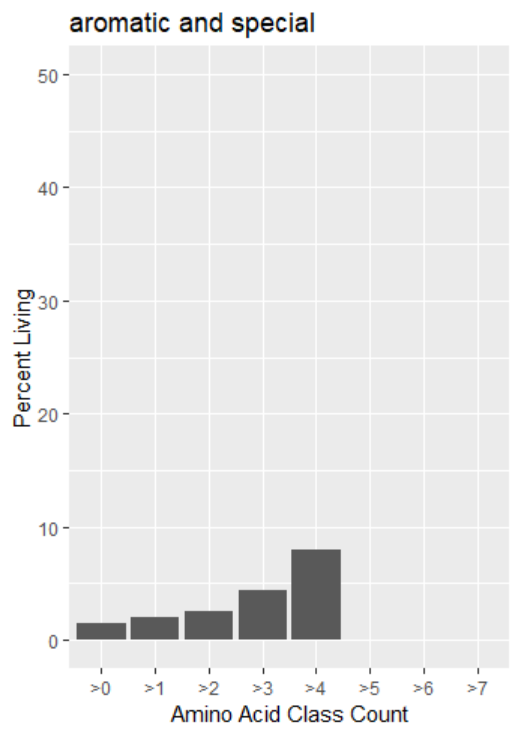 aromatic and special
50
40
30
20
10
0
Percent Living
>0 >1 >2 >3 >4 >5 >6 >7
Amino Acid Class Count